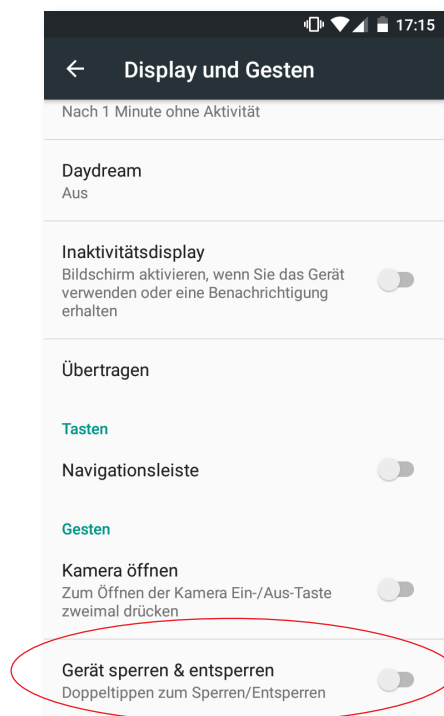 17:15
Display und Gesten
Nach 1 Minute ohne Aktivität
Daydream
Aus
Inaktivitätsdisplay
Bildschirm aktivieren, wenn Sie das Gerät
verwenden oder eine Benachrichtigung
erhalten
Übertragen
Tasten
Navigationsleiste
Gesten
Kamera öffnen
Zum Öffnen der Kamera Ein-/Aus-Taste
zweimal drücken
Gerät sperren & entsperren
Doppeltippen zum Sperren/Entsperren